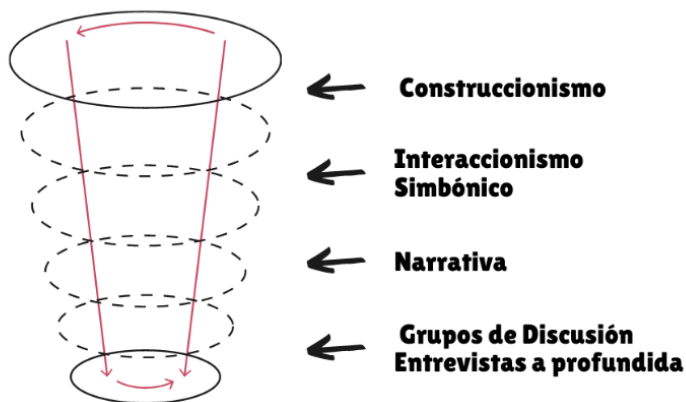 Construccionismo
Interaccionismo
Simbónico
Narrativa
Grupos de Discusión
Entrevistas a profundida